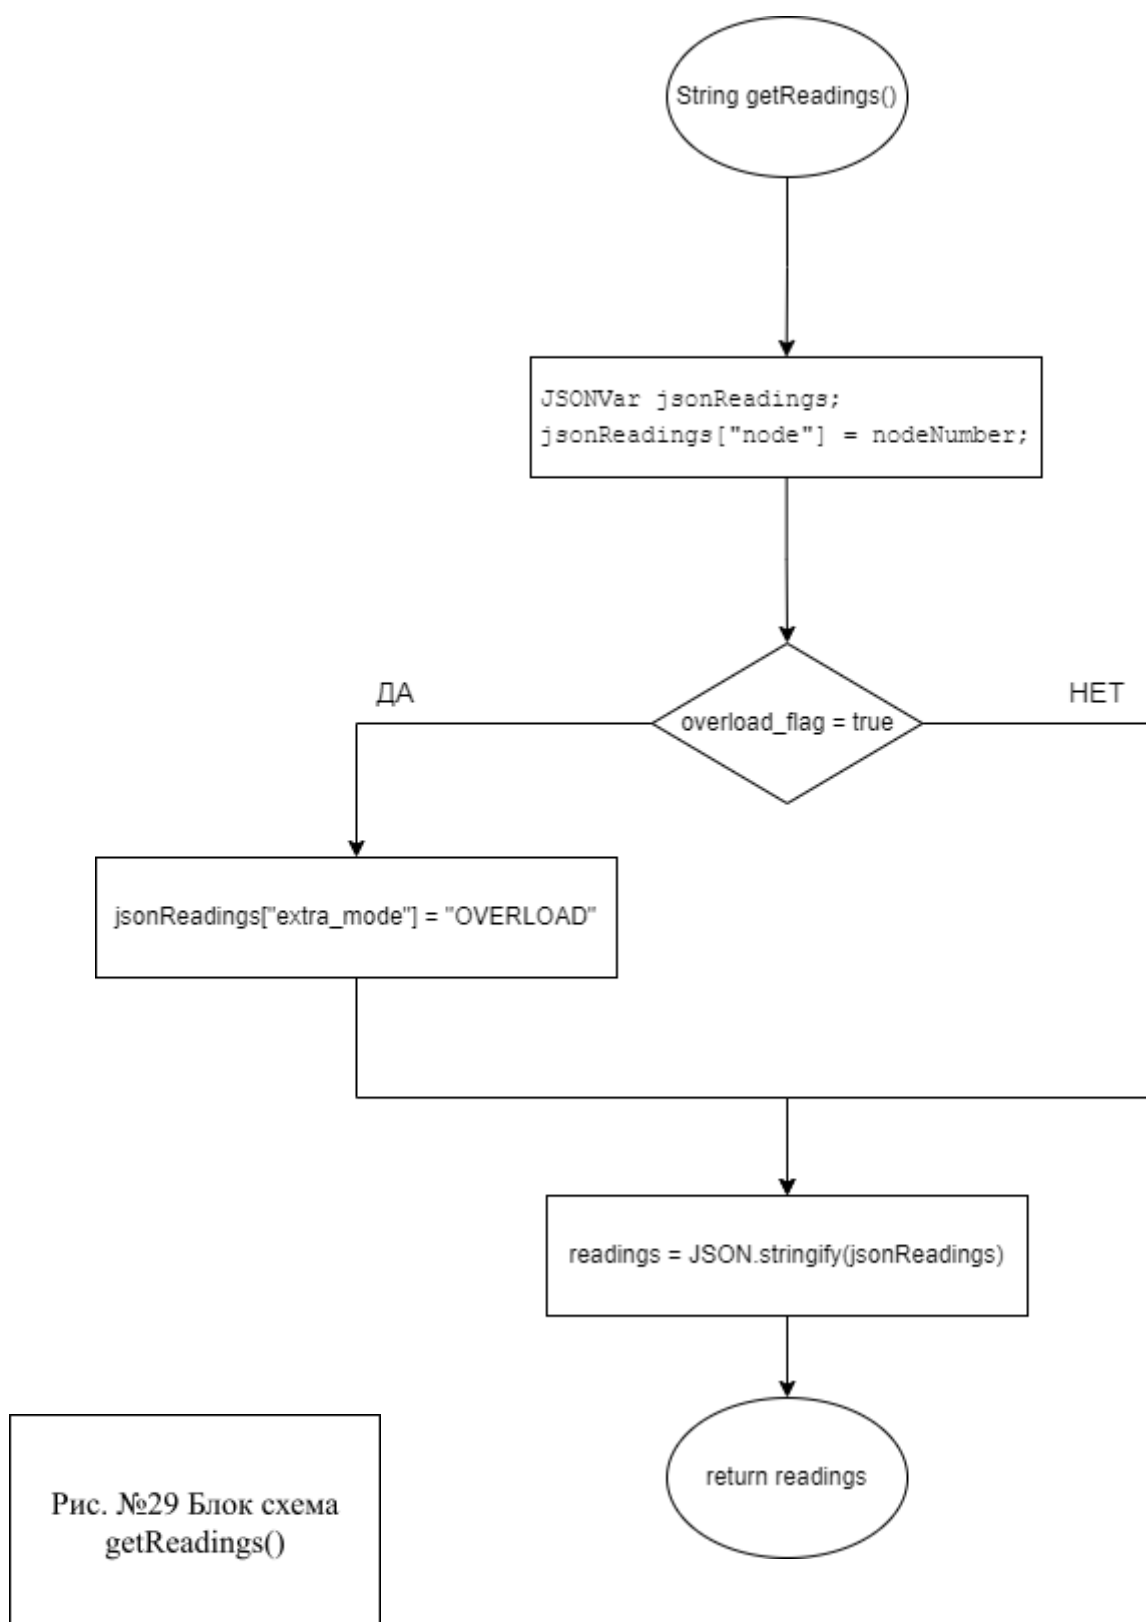 String getReadings()
JSONVar jsonReadings;
jsonReadings["node"] = nodeNumber;
ДА
НЕТ
overload_flag = true
jsonReadings["extra_mode"] = "OVERLOAD"
readings = JSON.stringify(jsonReadings)
return readings
Рис. №29 Блок схема
getReadings()